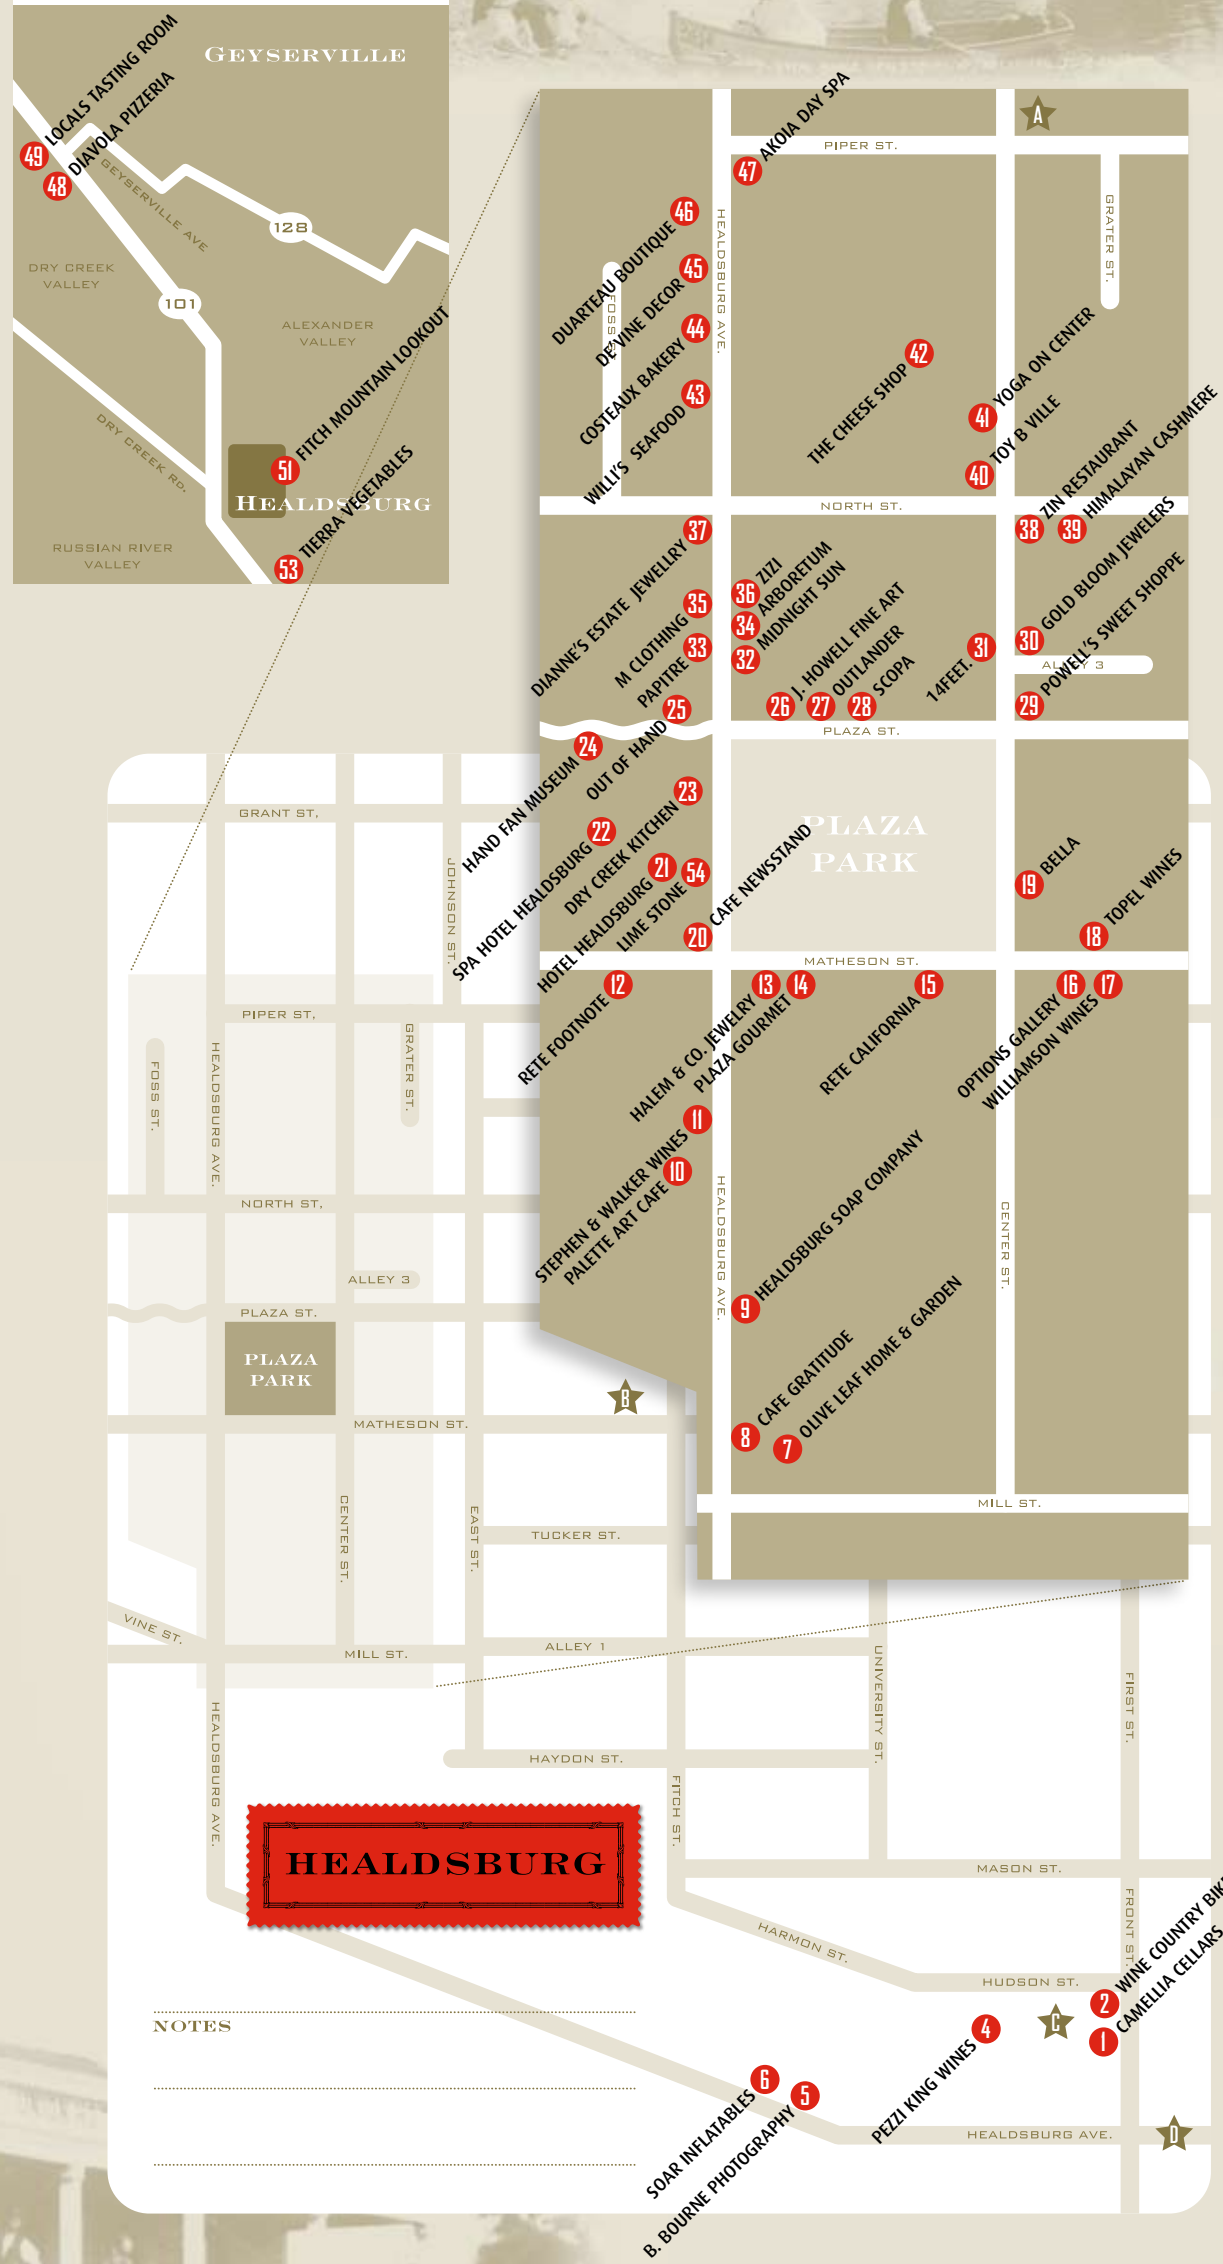 GEYSERVILLE
49 LOCALS TASTING ROOM
48 DIAVOLA PIZZERIA
GEYSERVILLE AVE
128
DRY CREEK
VALLEY
101
ALEXANDER
VALLEY
51 FITCH MOUNTAIN LOOKOUT
DRY CREEK RD.
HEALDSBURG
RUSSIAN RIVER
VALLEY
53 TIERRA VEGETABLES
A
PIPER ST.
47 AKOIA DAY SPA
HEALDSBURG AVE.
GRATER ST.
46 DUARTEAU BOUTIQUE
45 DE'VINE DECOR
FOSS S
44 COSTEAUX BAKERY
43 WILLI'S SEAFOOD
42 THE CHEESE SHOP
41 YOGA ON CENTER
40 TOY B VILLE
NORTH ST.
38 ZIN RESTAURANT
39 HIMALAYAN CASHMERE
37 DIANNE'S ESTATE JEWELLRY
36 ZIZI
35 M CLOTHING
34 ARBORETUM
33 PAPITRE
32 MIDNIGHT SUN
31 14FEET.
30 GOLD BLOOM JEWELERS
ALLEY 3
29 POWELL'S SWEET SHOPPE
26 J. HOWELL FINE ART
27 OUTLANDER
28 SCOPA
25 OUT OF HAND
PLAZA ST.
24 HAND FAN MUSEUM
23 DRY CREEK KITCHEN
22 SPA HOTEL HEALDSBURG
21 HOTEL HEALDSBURG
54 LIME STONE
20 CAFE NEWSSTAND
PLAZA
PARK
19 BELLA
18 TOPEL WINES
MATHESON ST.
12 RETE FOOTNOTE
13 HALEM & CO. JEWELRY
14 PLAZA GOURMET
15 RETE CALIFORNIA
16 OPTIONS GALLERY
17 WILLIAMSON WINES
11 STEPHEN & WALKER WINES
10 PALETTE ART CAFE
HEALDSBURG AVE.
CENTER ST.
9 HEALDSBURG SOAP COMPANY
8 CAFE GRATITUDE
7 OLIVE LEAF HOME & GARDEN
MILL ST.
GRANT ST,
JOHNSON ST.
PIPER ST,
FOSS ST.
HEALDSBURG AVE.
GRATER ST.
NORTH ST,
ALLEY 3
PLAZA ST.
PLAZA
PARK
B
MATHESON ST.
CENTER ST.
EAST ST.
TUCKER ST.
VINE ST.
MILL ST.
ALLEY 1
UNIVERSITY ST.
FIRST ST.
HEALDSBURG AVE.
HAYDON ST.
FITCH ST.
HEALDSBURG
MASON ST.
FRONT ST.
HARMON ST.
HUDSON ST.
2 WINE COUNTRY BIK
1 CAMELLIA CELLARS
C
4 PEZZI KING WINES
NOTES
6 SOAR INFLATABLES
5 B. BOURNE PHOTOGRAPHY
HEALDSBURG AVE.
D